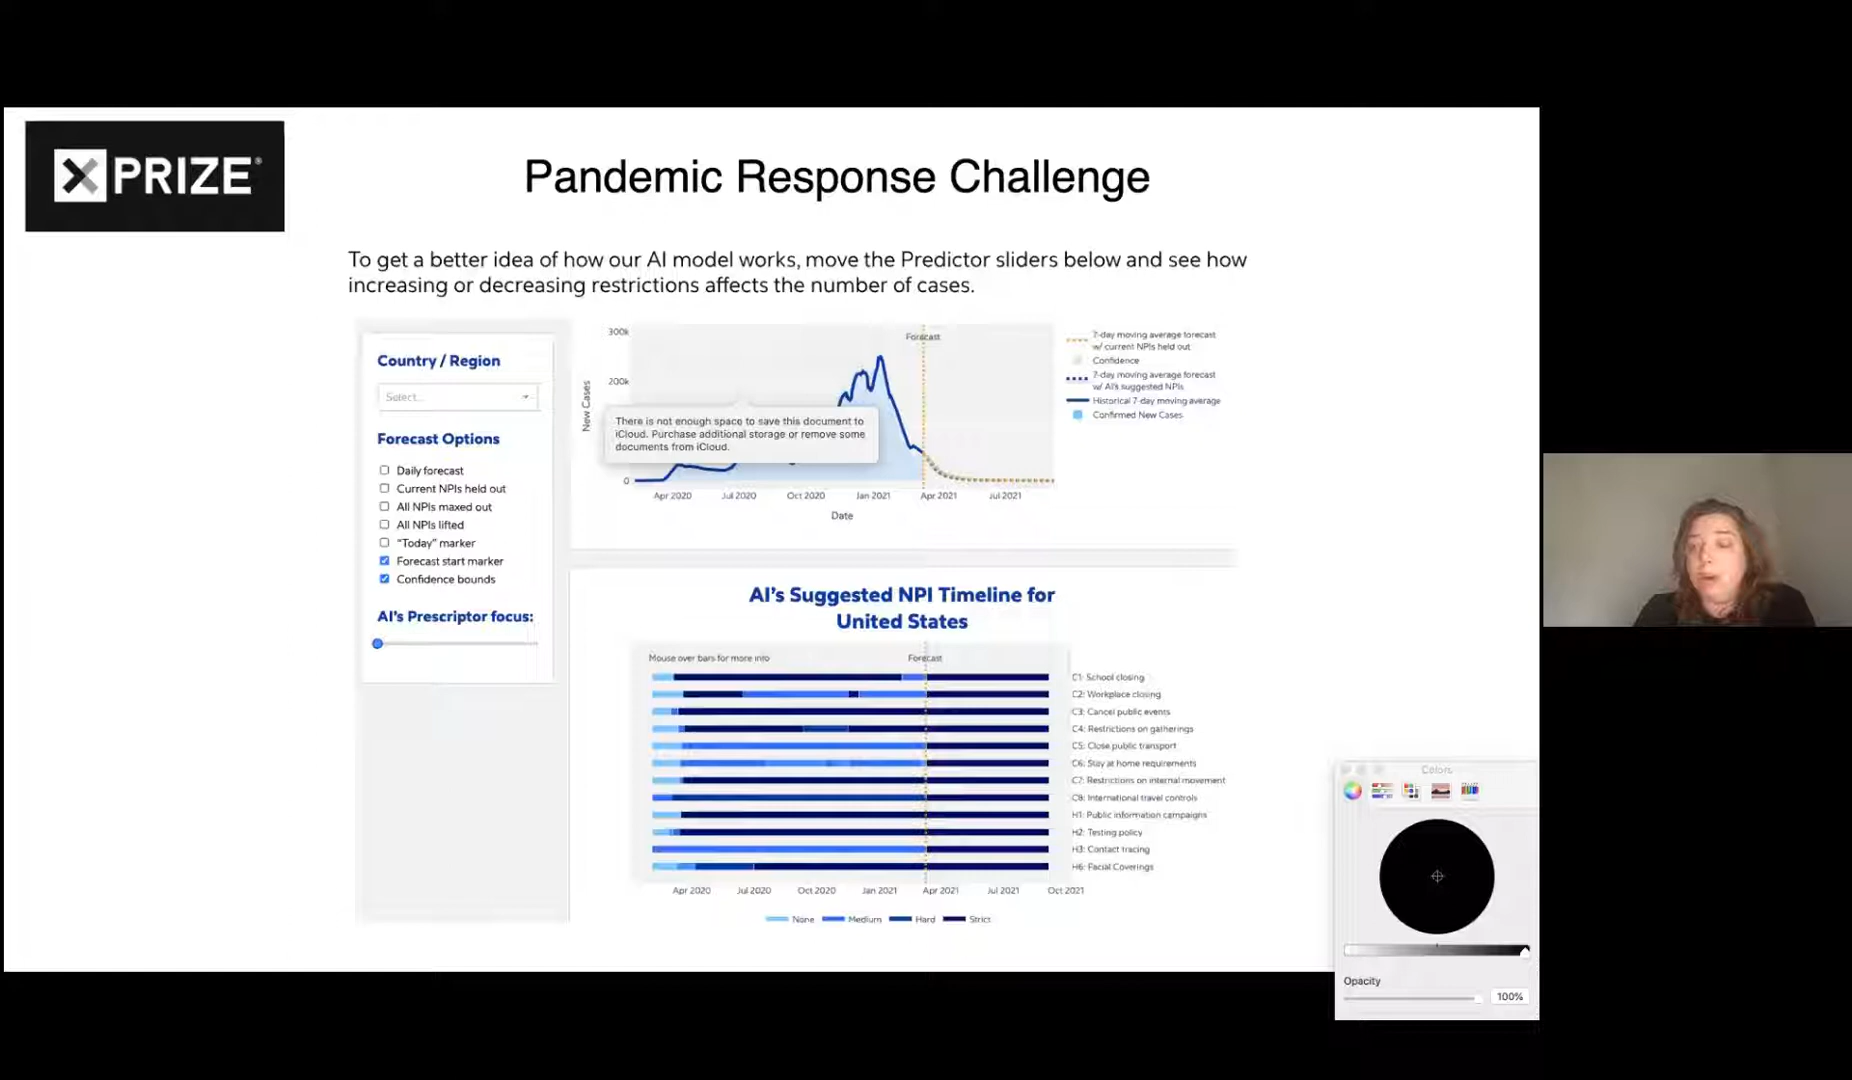 XPRIZE®
Pandemic Response Challenge
To get a better idea of how our AI model works, move the Predictor sliders below and see how
increasing or decreasing restrictions affects the number of cases.
Country / Region
Select...
Forecast Options
Daily forecast
Current NPIs held out
All NPIs maxed out
All NPIs lifted
“Today” marker
Forecast start marker
Confidence bounds
AI’s Prescriptor focus:
300k
200k
0
New Cases
Forecast
There is not enough space to save this document to
iCloud. Purchase additional storage or remove some
documents from iCloud.
Apr 2020
Jul 2020
Oct 2020
Jan 2021
Apr 2021
Jul 2021
Date
7-day moving average forecast
w/ current NPIs held out
Confidence
7-day moving average forecast
w/ AI’s suggested NPIs
Historical 7-day moving average
Confirmed New Cases
AI’s Suggested NPI Timeline for
United States
Mouse over bars for more info
Forecast
C1: School closing
C2: Workplace closing
C3: Cancel public events
C4: Restrictions on gatherings
C5: Close public transport
C6: Stay at home requirements
C7: Restrictions on internal movement
C8: International travel controls
H1: Public information campaigns
H2: Testing policy
H3: Contact tracing
H6: Facial Coverings
Apr 2020
Jul 2020
Oct 2020
Jan 2021
Apr 2021
Jul 2021
Oct 2021
None
Medium
Hard
Strict
Colors
Opacity
100%